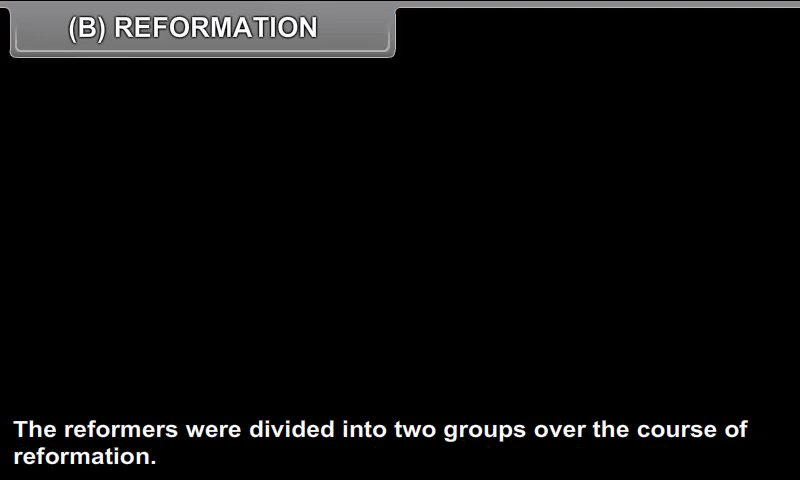 (B) REFORMATION
The reformers were divided into two groups over the course of
reformation.